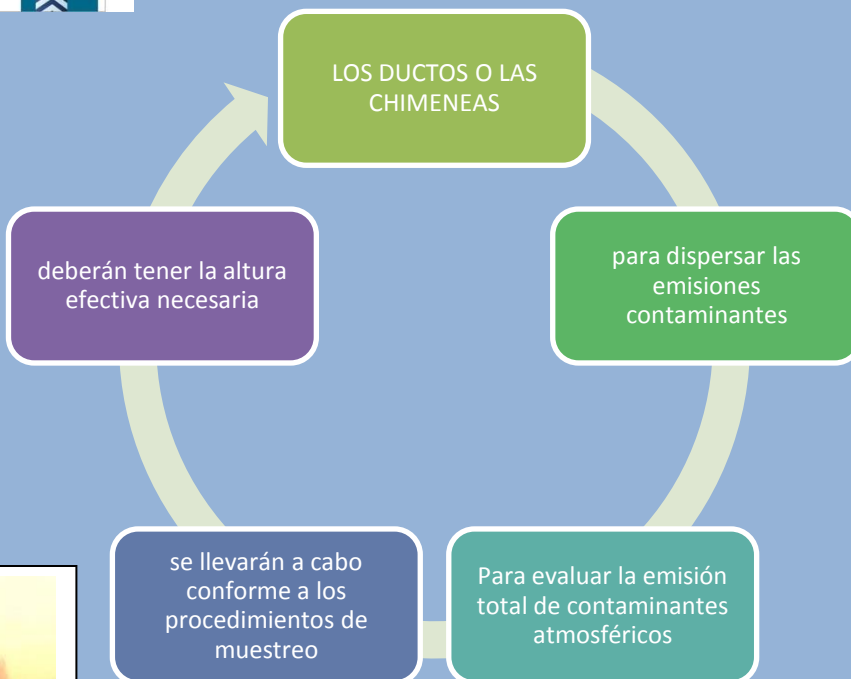 LOS DUCTOS O LAS
CHIMENEAS
para dispersar las
emisiones
contaminantes
Para evaluar la emisión
total de contaminantes
atmosféricos
se llevarán a cabo
conforme a los
procedimientos de
muestreo
deberán tener la altura
efectiva necesaria